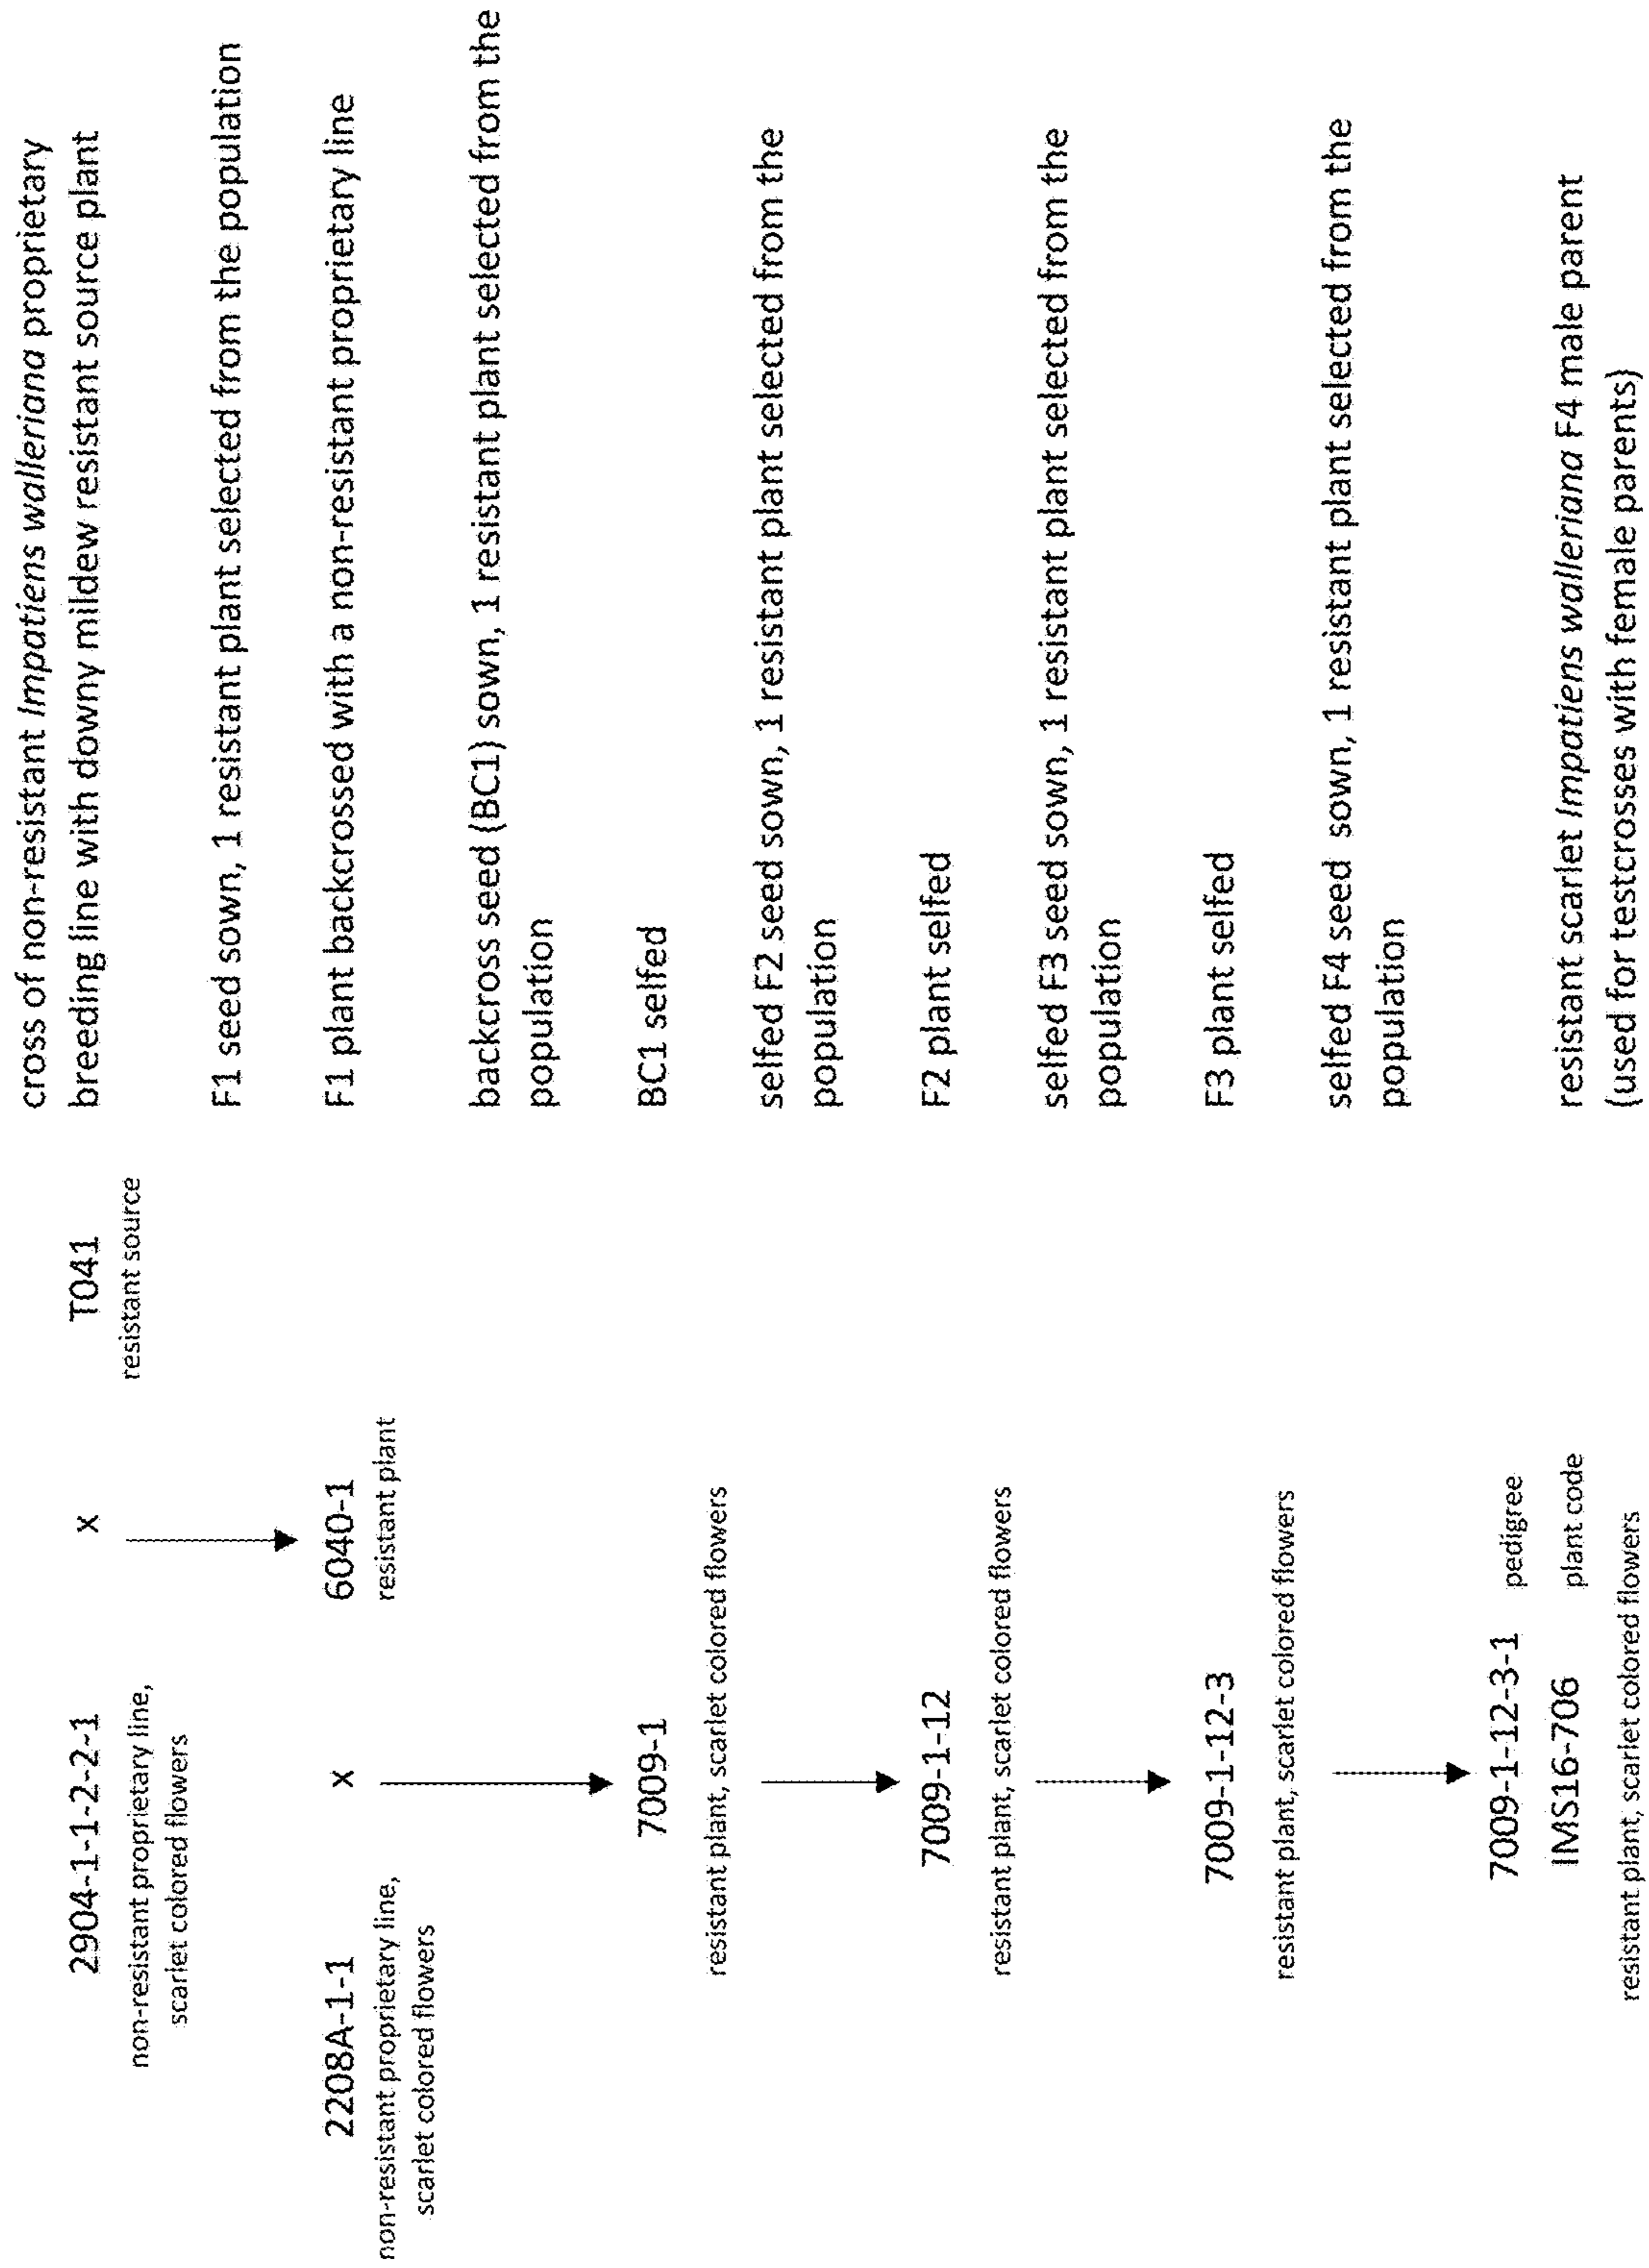 2904-1-1-2-2-1 x T041
non-resistant proprietary line,
scarlet colored flowers
resistant source
cross of non-resistant Impatiens walleriana proprietary
breeding line with downy mildew resistant source plant
F1 seed sown, 1 resistant plant selected from the population
2208A-1-1 x 6040-1
non-resistant proprietary line,
scarlet colored flowers
resistant plant
F1 plant backcrossed with a non-resistant proprietary line
backcross seed (BC1) sown, 1 resistant plant selected from the
population
7009-1
BC1 selfed
resistant plant, scarlet colored flowers
selfed F2 seed sown, 1 resistant plant selected from the
population
7009-1-12
F2 plant selfed
resistant plant, scarlet colored flowers
selfed F3 seed sown, 1 resistant plant selected from the
population
7009-1-12-3
F3 plant selfed
resistant plant, scarlet colored flowers
selfed F4 seed sown, 1 resistant plant selected from the
population
7009-1-12-3-1 pedigree
IMS16-706 plant code
resistant plant, scarlet colored flowers
resistant scarlet Impatiens walleriana F4 male parent
(used for testcrosses with female parents)